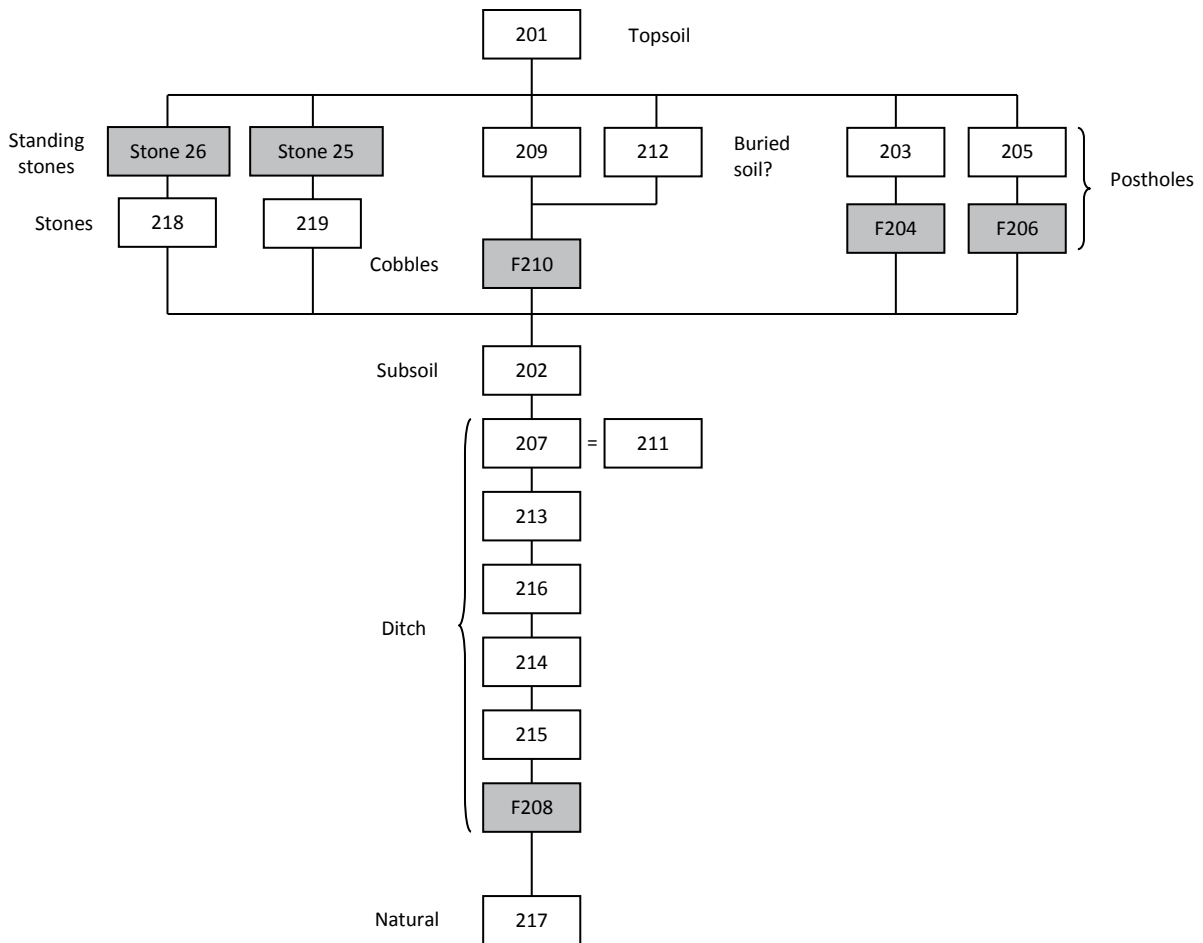 201 Topsoil
Standing stones
Stone 26
Stone 25
209
212
Buried soil?
203
205
Postholes
Stones
218
219
F204
F206
Cobbles
F210
Subsoil
202
207 = 211
213
216
Ditch
214
215
F208
Natural
217